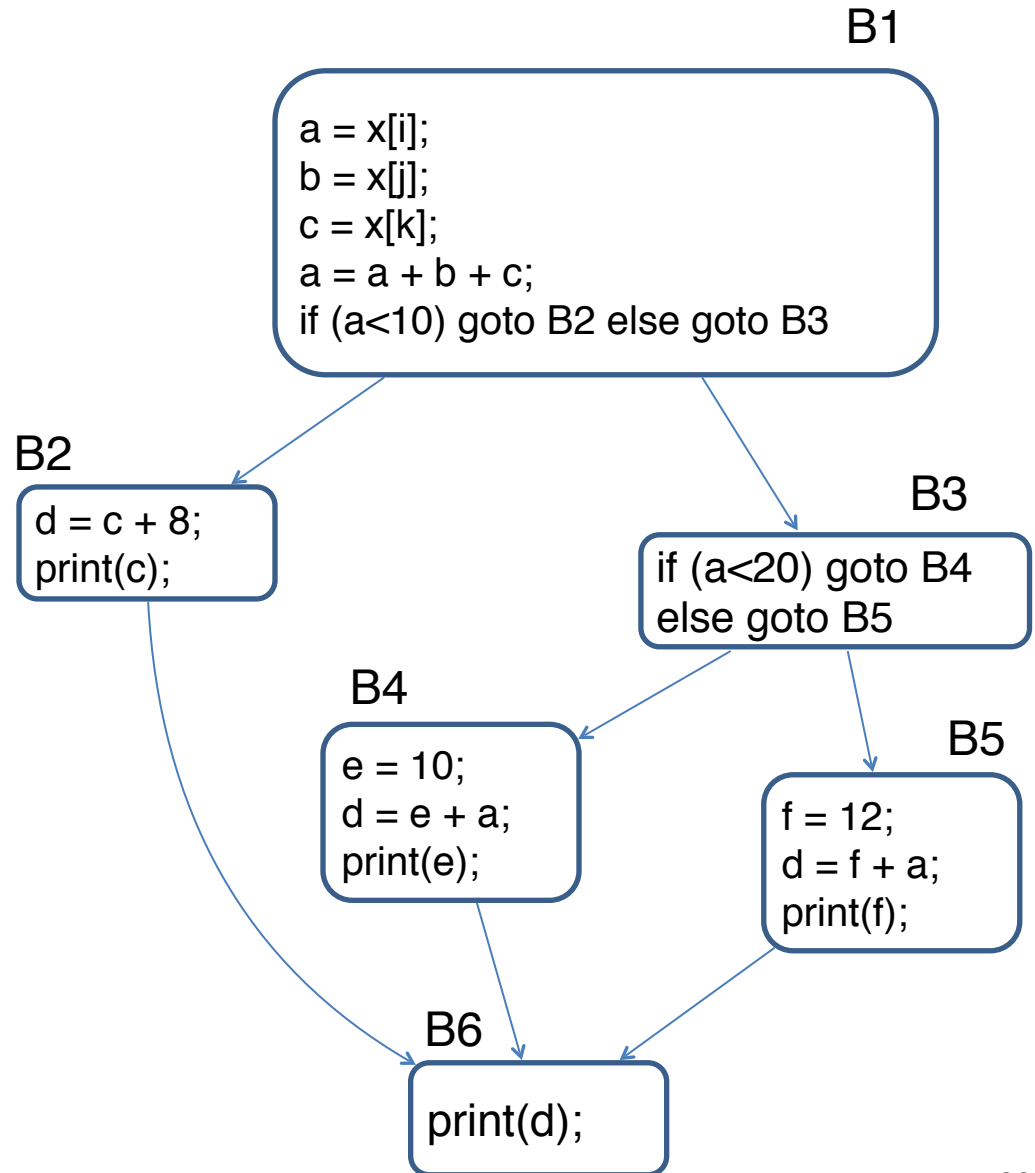 B1
a = x[i];
b = x[j];
c = x[k];
a = a + b + c;
if (a<10) goto B2 else goto B3
B2
d = c + 8;
print(c);
B3
if (a<20) goto B4
else goto B5
B4
e = 10;
d = e + a;
print(e);
B5
f = 12;
d = f + a;
print(f);
B6
print(d);